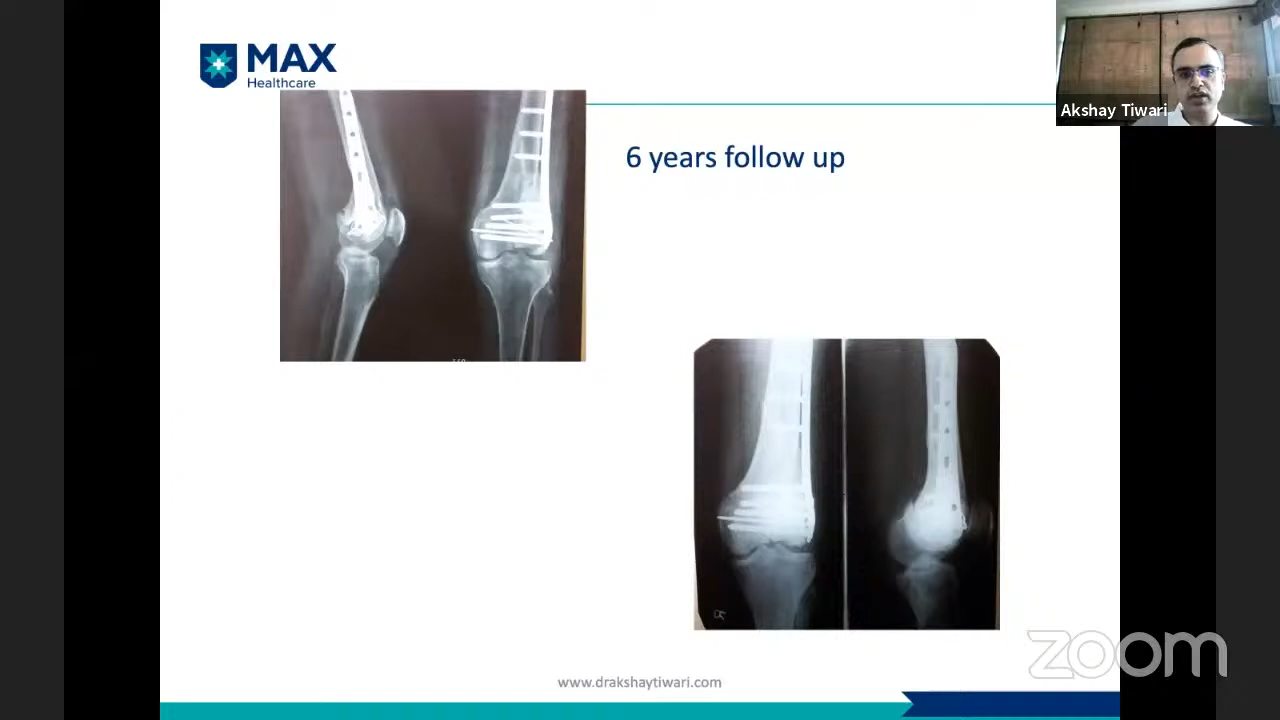 MAX
Healthcare
Akshay Tiwari
6 years follow up
zoom
www.drakshaytiwari.com